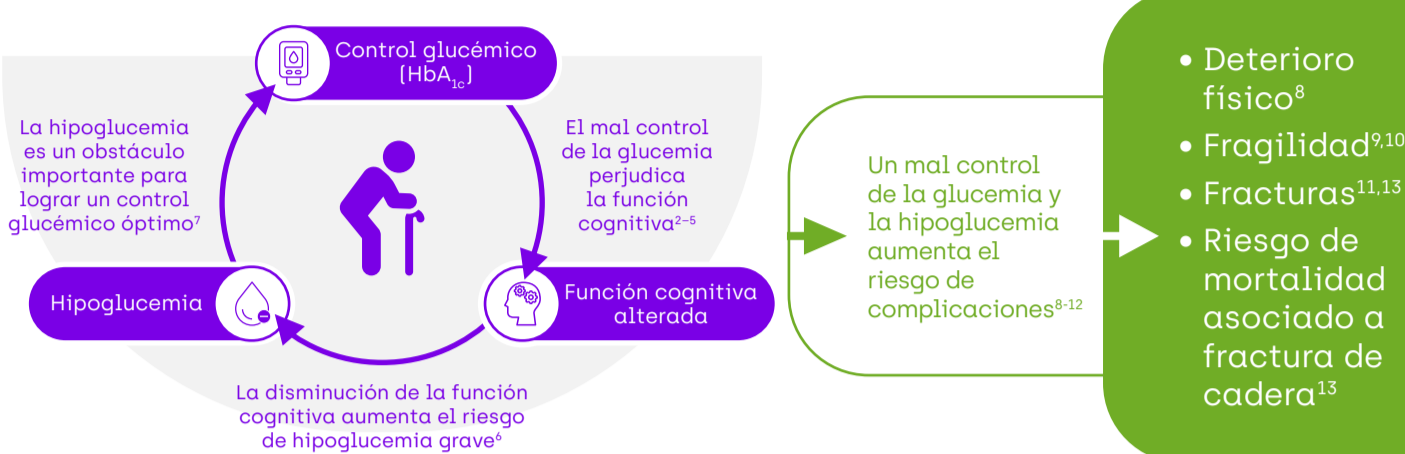 Control glucémico
(HbA1c)
La hipoglucemia
es un obstáculo
importante para
lograr un control
glucémico óptimo7
El mal control
de la glucemia
perjudica
la función
cognitiva2–5
Hipoglucemia
Función cognitiva
alterada
La disminución de la función
cognitiva aumenta el riesgo
de hipoglucemia grave6
Un mal control
de la glucemia y
la hipoglucemia
aumenta el
riesgo de
complicaciones8-12
• Deterioro
físico8
• Fragilidad9,10
• Fracturas11,13
• Riesgo de
mortalidad
asociado a
fractura de
cadera13